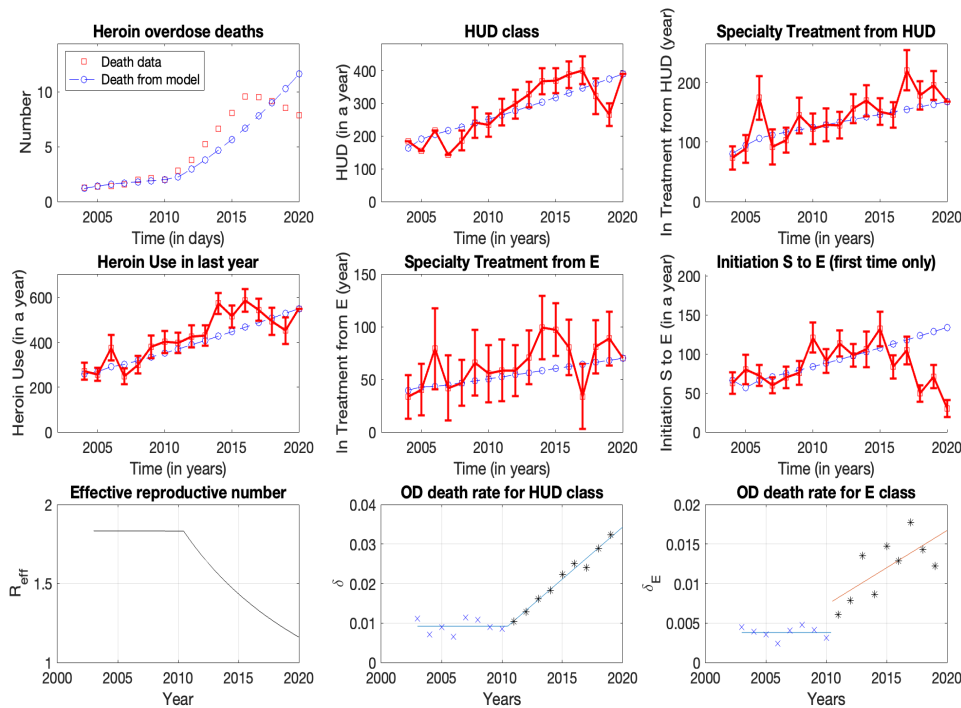 Heroin overdose deaths
Death data
Death from model
Number
10
5
0
2005 2010 2015 2020
Time (in days)
HUD class
HUD (in a year)
400
300
200
100
0
2005 2010 2015 2020
Time (in years)
Specialty Treatment from HUD
In Treatment from HUD (year)
200
100
0
2005 2010 2015 2020
Time (in years)
Heroin Use in last year
Heroin Use (in a year)
600
400
200
0
2005 2010 2015 2020
Time (in years)
Specialty Treatment from E
In Treatment from E (year)
150
100
50
0
2005 2010 2015 2020
Time (in years)
Initiation S to E (first time only)
Initiation S to E (in a year)
200
150
100
50
0
2005 2010 2015 2020
Time (in years)
Effective reproductive number
R_eff
2
1.5
1
2000 2005 2010 2015 2020
Year
OD death rate for HUD class
δ
0.04
0.03
0.02
0.01
0
2000 2005 2010 2015 2020
Years
OD death rate for E class
δ_E
0.02
0.015
0.01
0.005
0
2000 2005 2010 2015 2020
Years